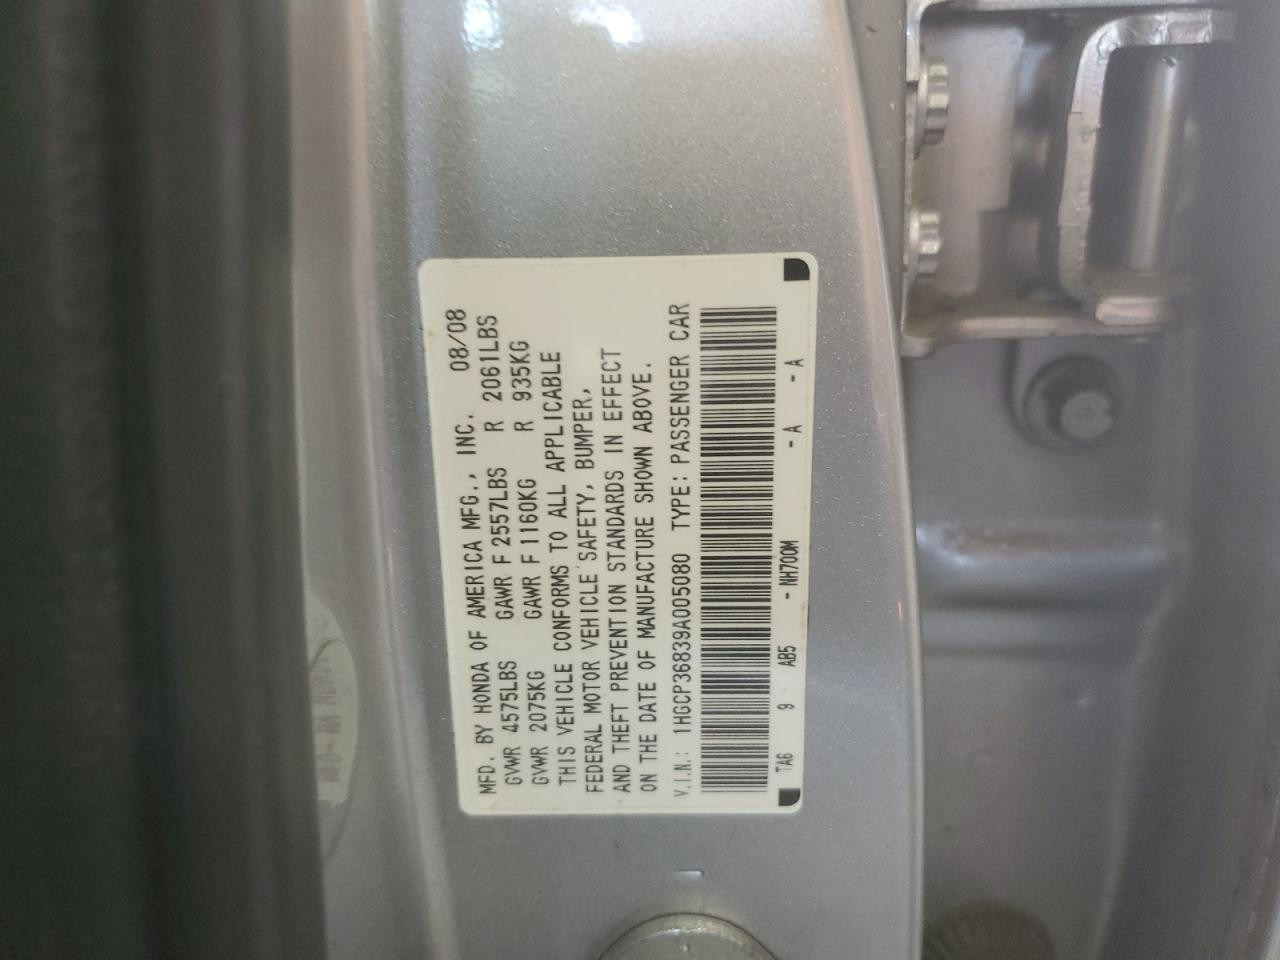 MFD. BY HONDA OF AMERICA MFG., INC. 08/08
GVWR 4575LBS GAWR F 2557LBS R 2061LBS
GVWR 2075KG GAWR F 1160KG R 935KG
THIS VEHICLE CONFORMS TO ALL APPLICABLE
FEDERAL MOTOR VEHICLE SAFETY, BUMPER,
AND THEFT PREVENTION STANDARDS IN EFFECT
ON THE DATE OF MANUFACTURE SHOWN ABOVE.
V.I.N.: 1HGCP36839A005080 TYPE: PASSENGER CAR
TA6 9 AB5 - NH700M - A - A